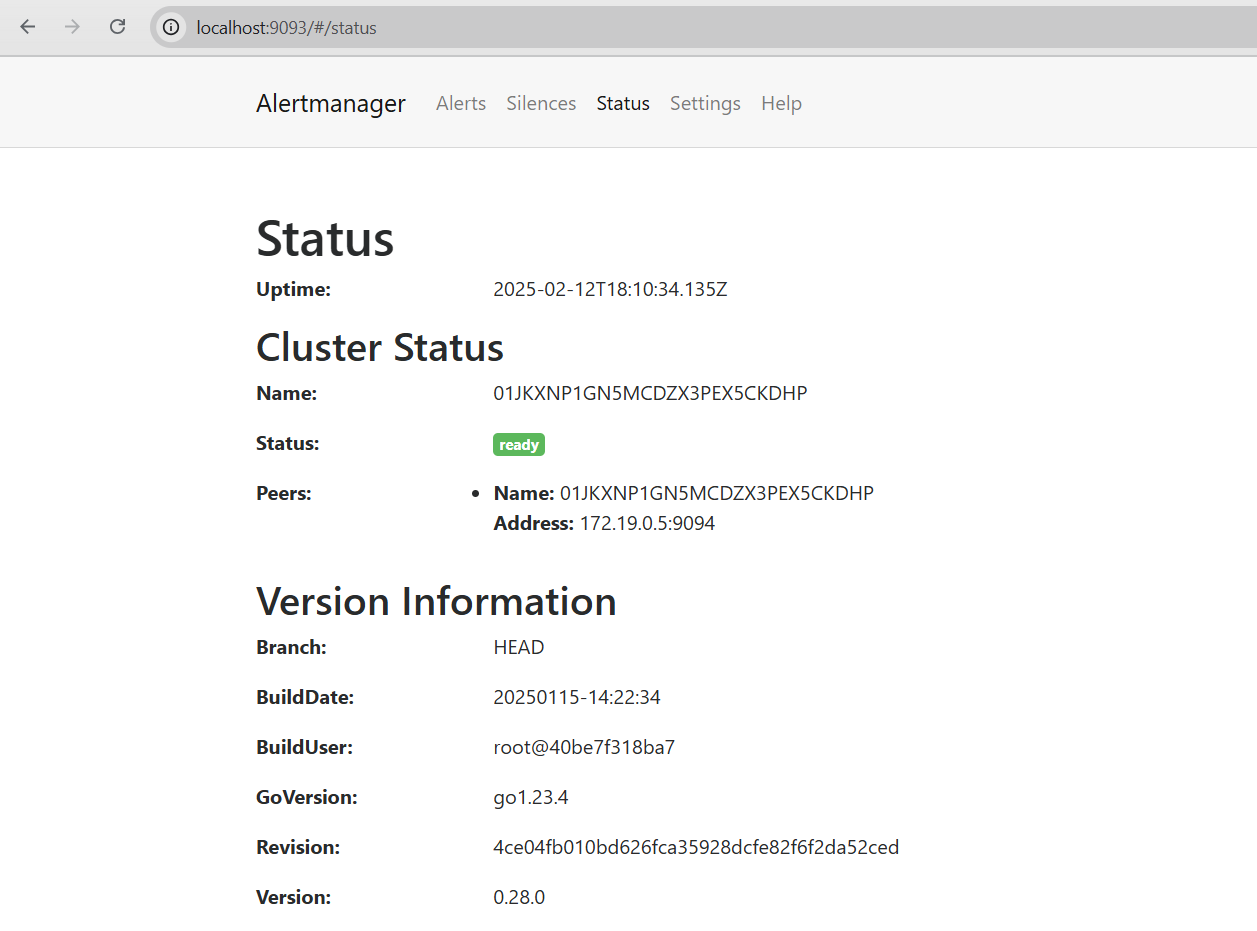 localhost:9093/#/status
Alertmanager Alerts Silences Status Settings Help
Status
Uptime: 2025-02-12T18:10:34.135Z
Cluster Status
Name: 01JKXNP1GN5MCDZX3PEX5CKDHP
Status: ready
Peers: • Name: 01JKXNP1GN5MCDZX3PEX5CKDHP
Address: 172.19.0.5:9094
Version Information
Branch: HEAD
BuildDate: 20250115-14:22:34
BuildUser: root@40be7f318ba7
GoVersion: go1.23.4
Revision: 4ce04fb010bd626fca35928dcfe82f6f2da52ced
Version: 0.28.0